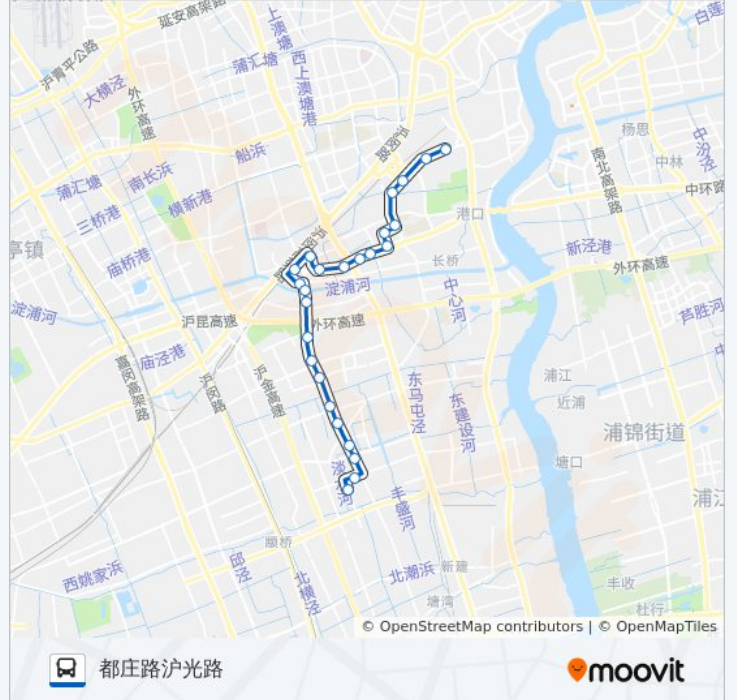 延安高架路
白莲
上澳塘
沪青平公路
蒲汇塘
西上澳塘港
大横泾
外环高速
沪闵路
杨思
中汾泾
船浜
南北高架路
中林
南长浜
中环路
蒲汇塘
横新港
三桥港
港口
亭镇
新泾港
庙桥港
长桥
外环高速
淀浦河
中心河
淀浦河
芦胜河
沪昆高速
外环高速
庙泾港
嘉闵高架路
沪闵路
沪金高速
浦江
东马屯泾
东建设河
近浦
浦锦街道
塘口
浦江
丰盛河
顓桥
邱泾
新建
西姚家浜
北横泾
北潮浜
丰收
塘湾
杜行
© OpenStreetMap contributors | © OpenMapTiles
都庄路沪光路
moovit